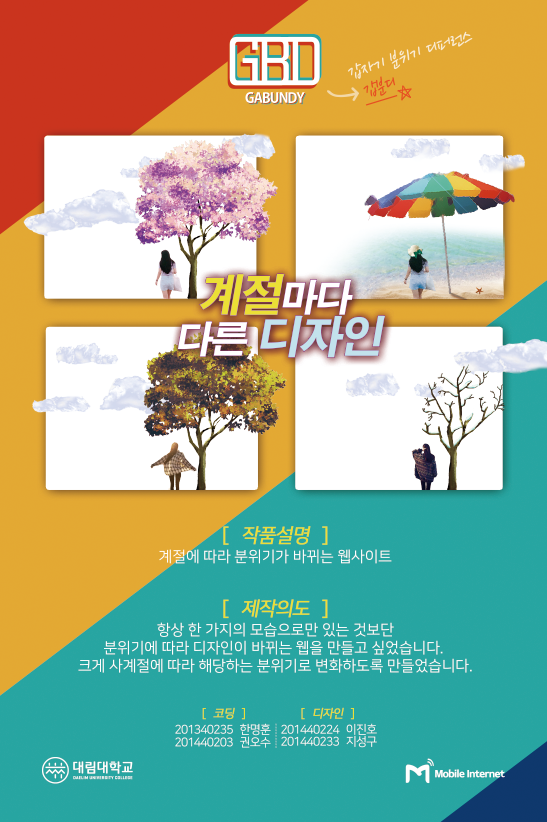 GBD
GABUNDY
갑자기 분위기 디퍼런스
갑분디
계절마다
다른 디자인
[ 작품설명 ]
계절에 따라 분위기가 바뀌는 웹사이트
[ 제작의도 ]
항상 한 가지의 모습으로만 있는 것보단
분위기에 따라 디자인이 바뀌는 웹을 만들고 싶었습니다.
크게 사계절에 따라 해당하는 분위기로 변화하도록 만들었습니다.
[ 코딩 ] [ 디자인 ]
201340235 한명훈 201440224 이진호
201440203 권오수 201440233 지성구
대림대학교
DAELIM UNIVERSITY COLLEGE
Mobile Internet